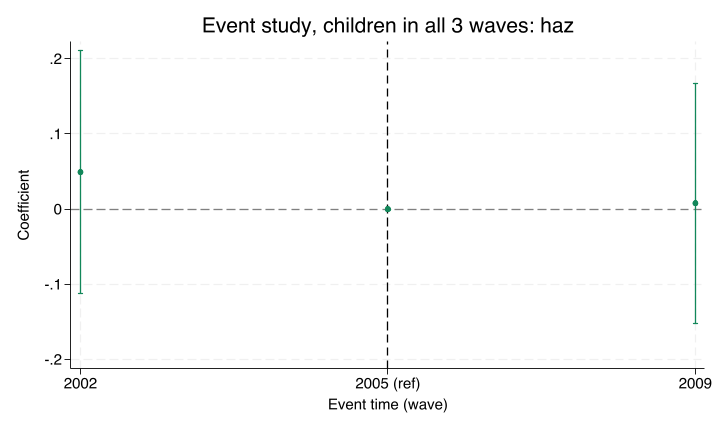 Event study, children in all 3 waves: haz
Coefficient
.2
.1
0
-.1
-.2
2002
2005 (ref)
2009
Event time (wave)